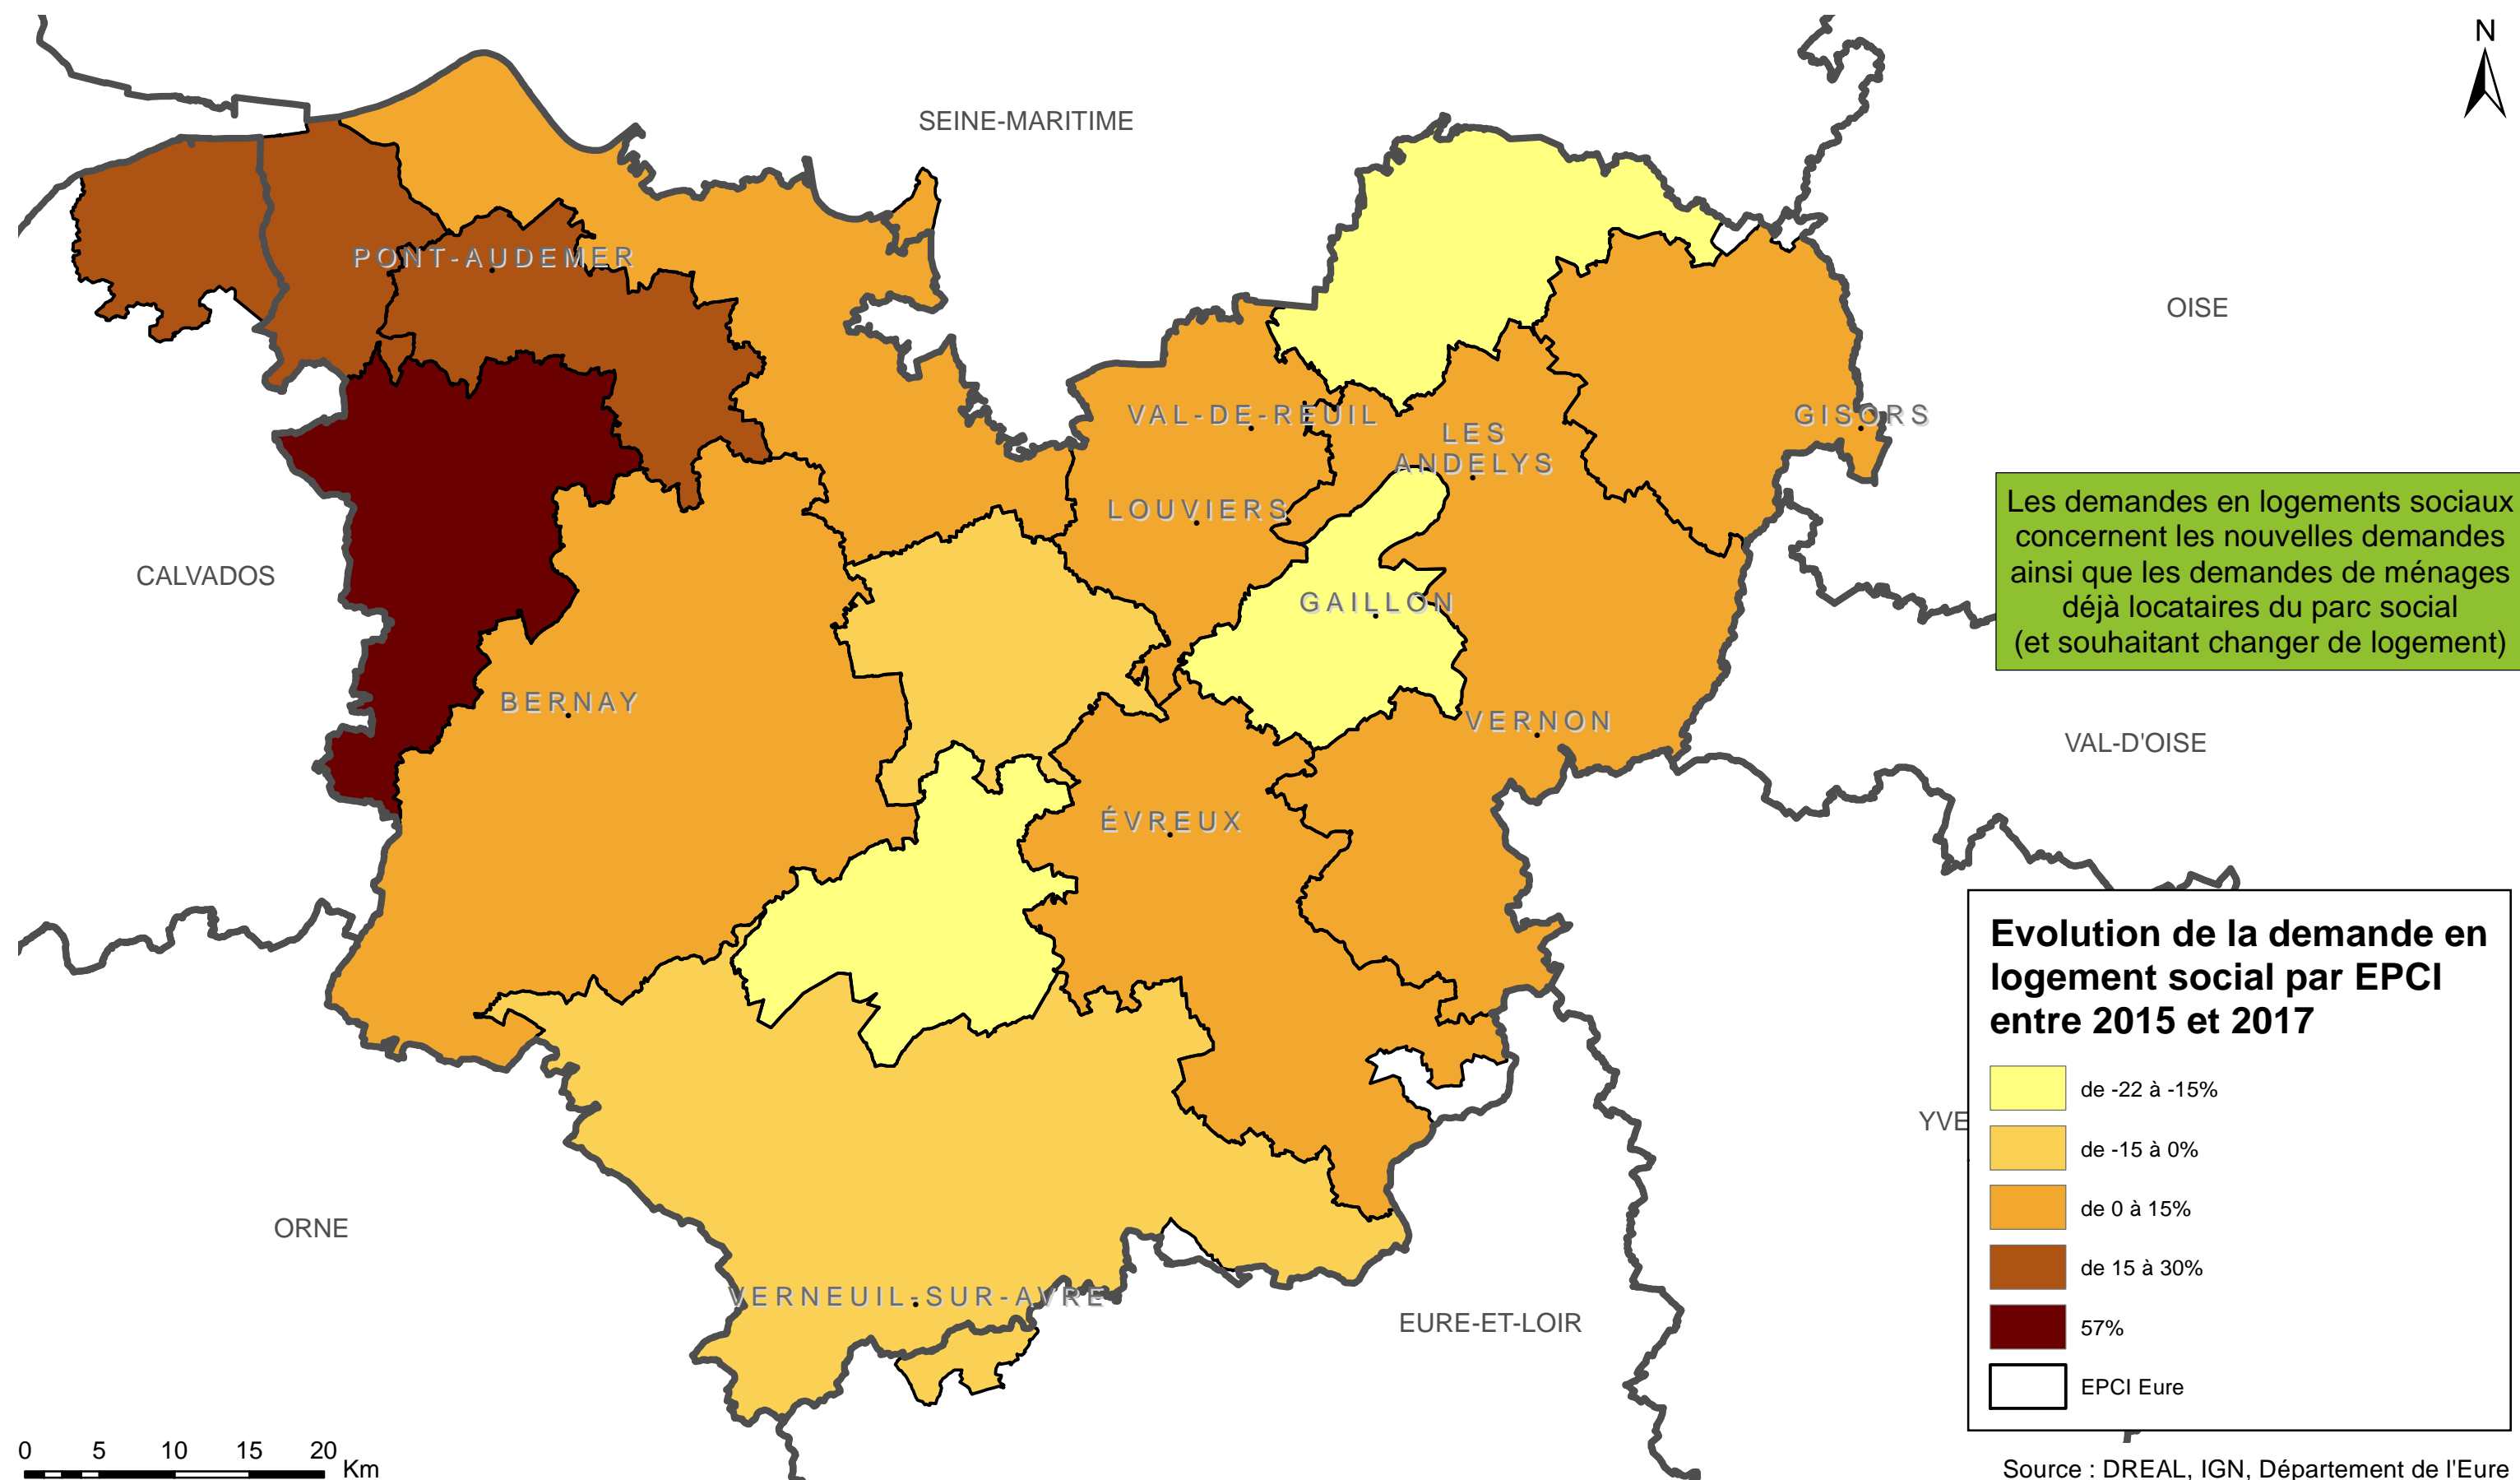 N
SEINE-MARITIME
PONT-AUDEMER
OISE
VAL-DE-REUIL
GISORS
LES
ANDELYS
LOUVIERS
Les demandes en logements sociaux
concernent les nouvelles demandes
ainsi que les demandes de ménages
déjà locataires du parc social
(et souhaitant changer de logement)
CALVADOS
GAILLON
BERNAY
VERNON
VAL-D'OISE
ÉVREUX
Evolution de la demande en
logement social par EPCI
entre 2015 et 2017
de -22 à -15%
YVE
de -15 à 0%
de 0 à 15%
ORNE
de 15 à 30%
VERNEUIL-SUR-AVRE
EURE-ET-LOIR
57%
EPCI Eure
0 5 10 15 20
Km
Source : DREAL, IGN, Département de l'Eure